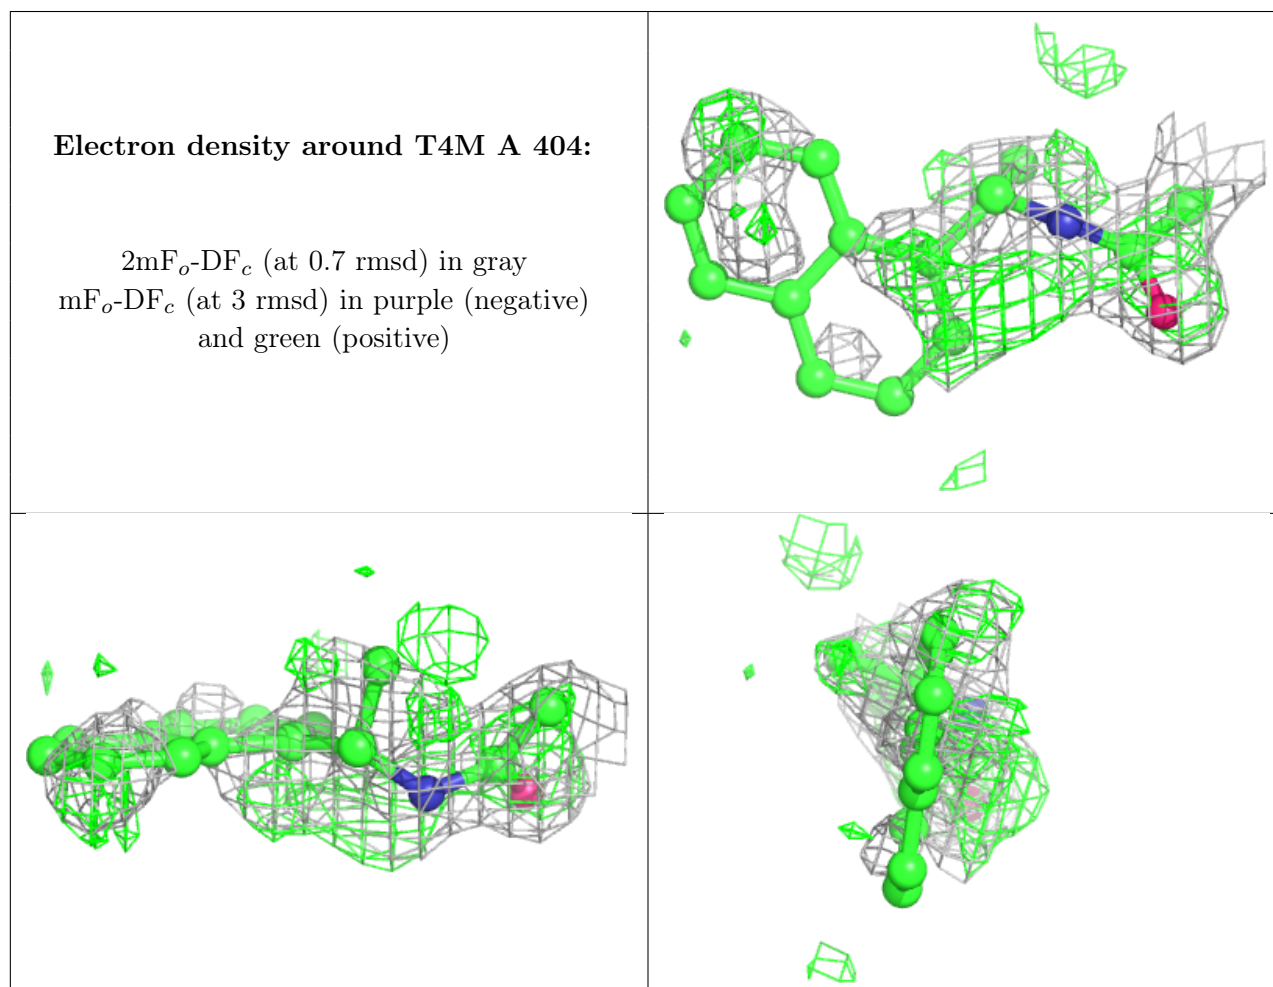 Electron density around T4M A 404:
2mFo-DFc (at 0.7 rmsd) in gray
mFo-DFc (at 3 rmsd) in purple (negative)
and green (positive)